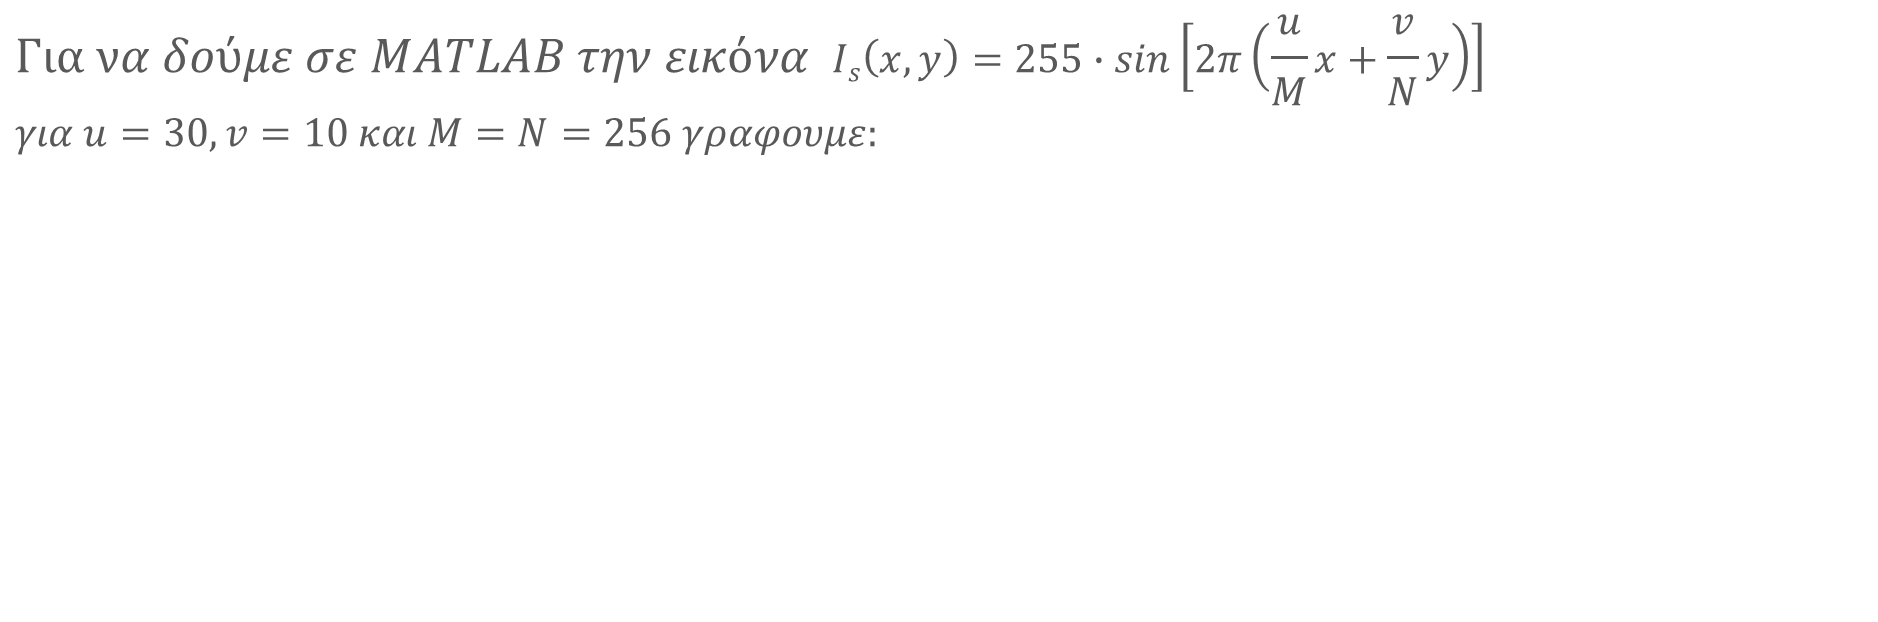 Για να δούμε σε MATLAB την εικόνα I_s(x, y) = 255 · sin [2π (u/M x + v/N y)]
για u = 30, v = 10 και M = N = 256 γραφουμε: